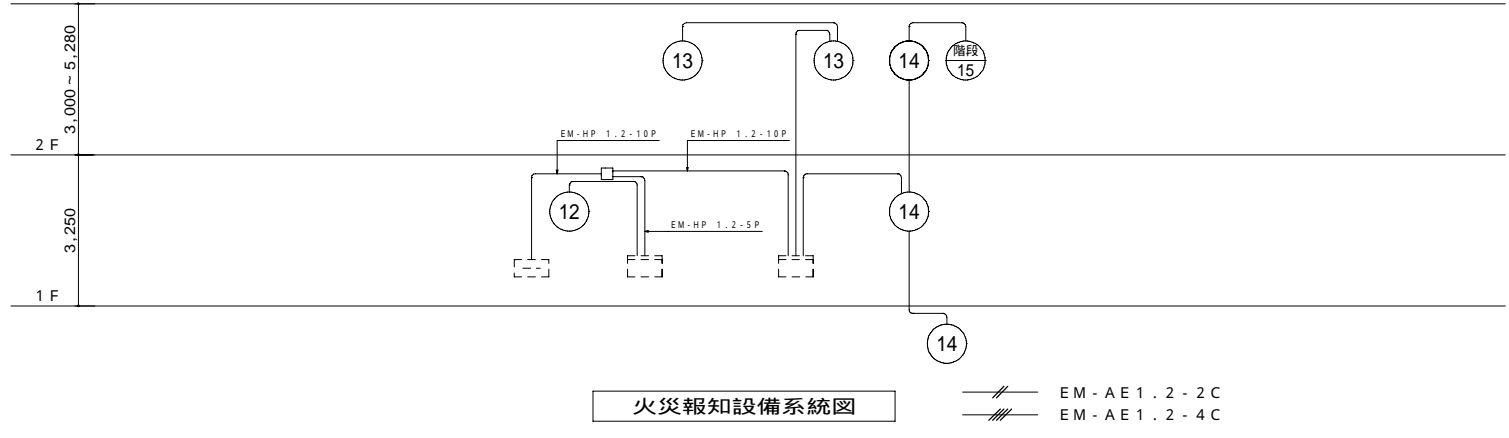 3,000～5,280
13
13
14
階段
15
EM-HP 1.2-10P
EM-HP 1.2-10P
2F
3,250
12
14
EM-HP 1.2-5P
1F
14
火災報知設備系統図
EM-AE1.2-2C
EM-AE1.2-4C